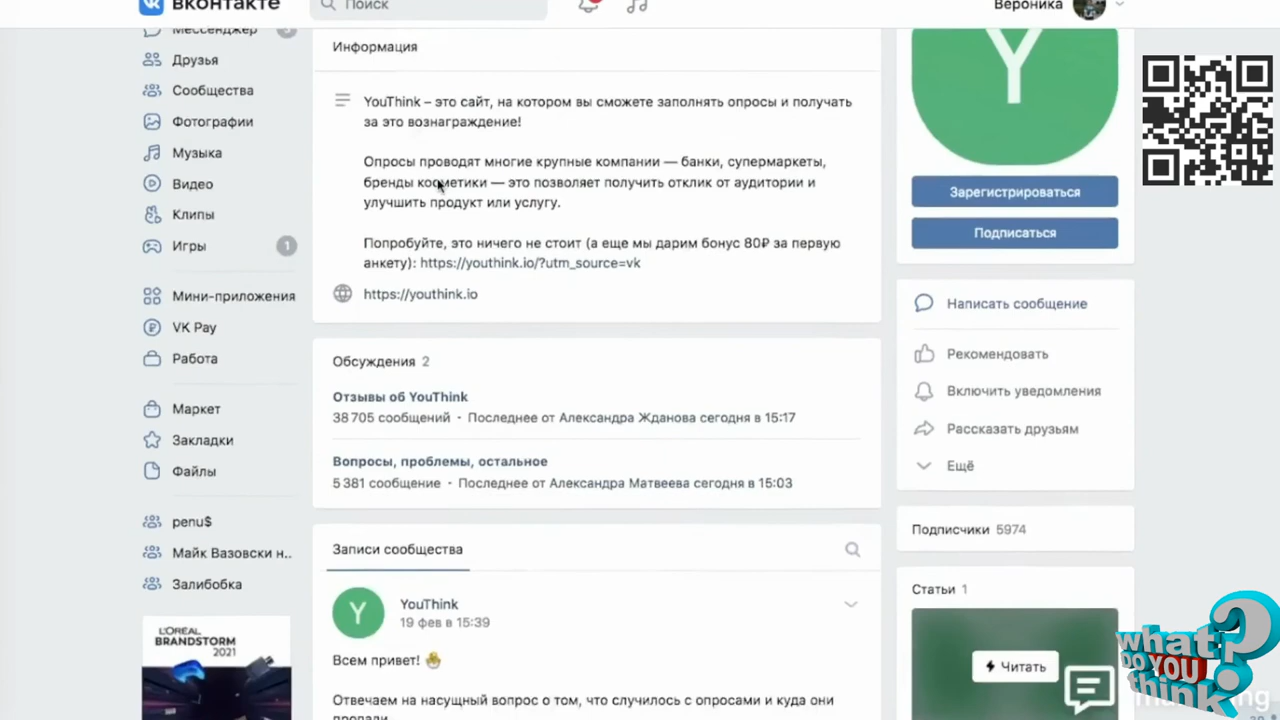 вконтакте
Поиск
Вероника
Мессенджер
Друзья
Сообщества
Фотографии
Музыка
Видео
Клипы
Игры 1
Мини-приложения
VK Pay
Работа
Маркет
Закладки
Файлы
penu$
Майк Вазовски н..
Залибобка
L'ORÉAL
BRANDSTORM
2021
Информация
YouThink – это сайт, на котором вы сможете заполнять опросы и получать
за это вознаграждение!
Опросы проводят многие крупные компании — банки, супермаркеты,
бренды косметики — это позволяет получить отклик от аудитории и
улучшить продукт или услугу.
Попробуйте, это ничего не стоит (а еще мы дарим бонус 80₽ за первую
анкету): https://youthink.io/?utm_source=vk
https://youthink.io
Обсуждения 2
Отзывы об YouThink
38 705 сообщений · Последнее от Александра Жданова сегодня в 15:17
Вопросы, проблемы, остальное
5 381 сообщение · Последнее от Александра Матвеева сегодня в 15:03
Записи сообщества
Y
YouThink
19 фев в 15:39
Всем привет!
Отвечаем на насущный вопрос о том, что случилось с опросами и куда они
пропали
Y
Зарегистрироваться
Подписаться
Написать сообщение
Рекомендовать
Включить уведомления
Рассказать друзьям
Ещё
Подписчики 5974
Статьи 1
Читать
what
DO YOU
think
?